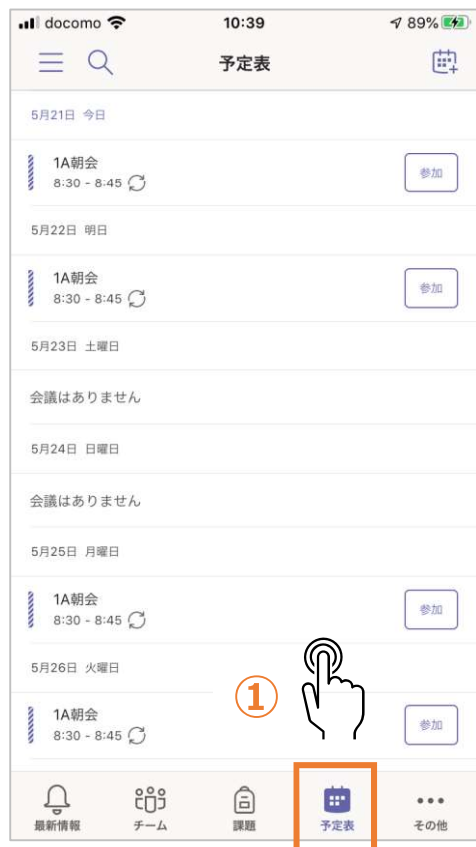 docomo 10:39 89%
予定表
5月21日 今日
1A朝会
8:30 - 8:45
参加
5月22日 明日
1A朝会
8:30 - 8:45
参加
5月23日 土曜日
会議はありません
5月24日 日曜日
会議はありません
5月25日 月曜日
1A朝会
8:30 - 8:45
参加
5月26日 火曜日
①
1A朝会
8:30 - 8:45
参加
最新情報 チーム 課題 予定表 その他